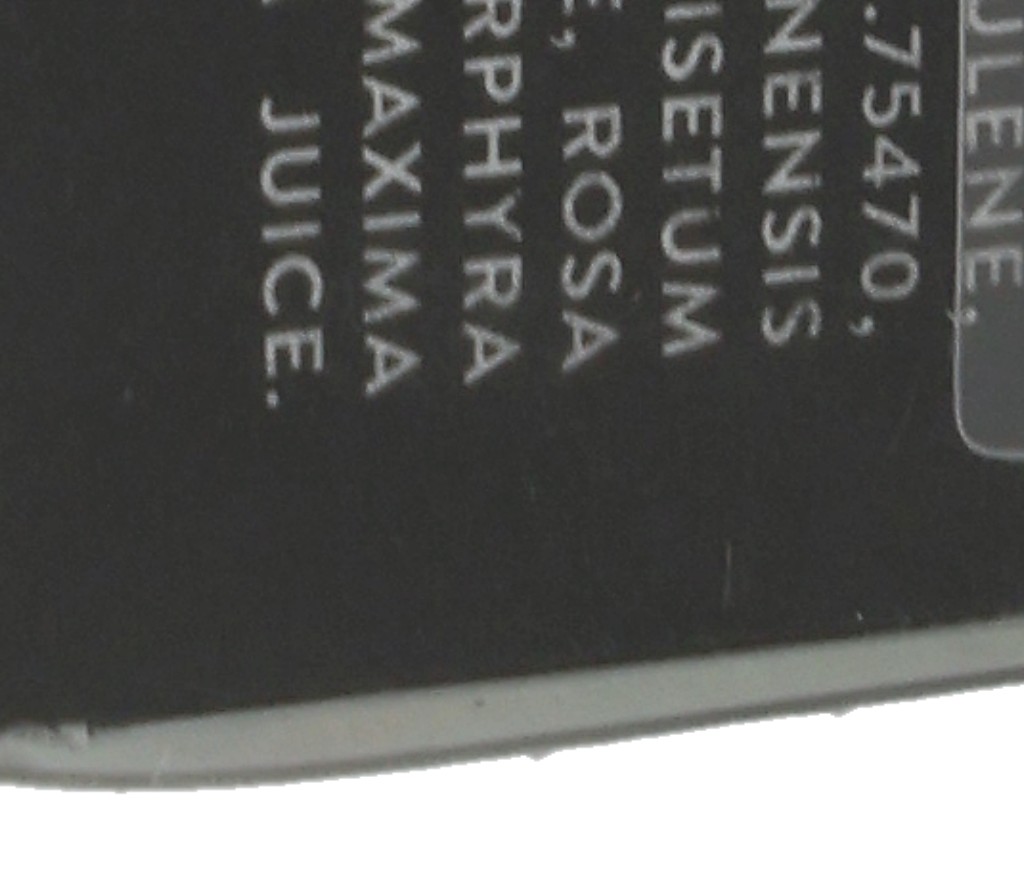 ULENE,
.75470,
NENSIS
ISETUM
E, ROSA
RPHYRA
MAXIMA
JUICE.